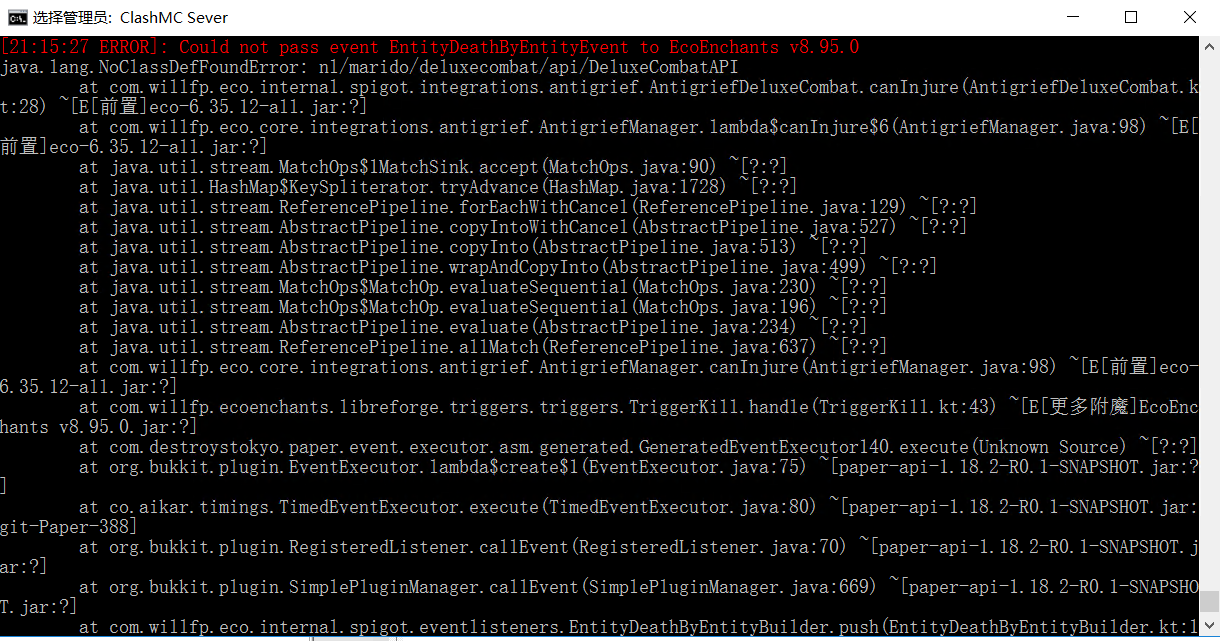 选择管理员: ClashMC Sever
[21:15:27 ERROR]: Could not pass event EntityDeathByEntityEvent to EcoEnchants v8.95.0
java.lang.NoClassDefFoundError: nl/marido/deluxecombat/api/DeluxeCombatAPI
at com.willfp.eco.internal.spigot.integrations.antigrief.AntigriefDeluxeCombat.canInjure(AntigriefDeluxeCombat.k
t:28) ~[E[前置]eco-6.35.12-all.jar:?]
at com.willfp.eco.core.integrations.antigrief.AntigriefManager.lambda$canInjure$6(AntigriefManager.java:98) ~[E[
前置]eco-6.35.12-all.jar:?]
at java.util.stream.MatchOps$1MatchSink.accept(MatchOps.java:90) ~[?:?]
at java.util.HashMap$KeySpliterator.tryAdvance(HashMap.java:1728) ~[?:?]
at java.util.stream.ReferencePipeline.forEachWithCancel(ReferencePipeline.java:129) ~[?:?]
at java.util.stream.AbstractPipeline.copyIntoWithCancel(AbstractPipeline.java:527) ~[?:?]
at java.util.stream.AbstractPipeline.copyInto(AbstractPipeline.java:513) ~[?:?]
at java.util.stream.AbstractPipeline.wrapAndCopyInto(AbstractPipeline.java:499) ~[?:?]
at java.util.stream.MatchOps$MatchOp.evaluateSequential(MatchOps.java:230) ~[?:?]
at java.util.stream.MatchOps$MatchOp.evaluateSequential(MatchOps.java:196) ~[?:?]
at java.util.stream.AbstractPipeline.evaluate(AbstractPipeline.java:234) ~[?:?]
at java.util.stream.ReferencePipeline.allMatch(ReferencePipeline.java:637) ~[?:?]
at com.willfp.eco.core.integrations.antigrief.AntigriefManager.canInjure(AntigriefManager.java:98) ~[E[前置]eco-
6.35.12-all.jar:?]
at com.willfp.ecoenchants.libreforge.triggers.triggers.TriggerKill.handle(TriggerKill.kt:43) ~[E[更多附魔]EcoEnc
hants v8.95.0.jar:?]
at com.destroystokyo.paper.event.executor.asm.generated.GeneratedEventExecutor140.execute(Unknown Source) ~[?:?]
at org.bukkit.plugin.EventExecutor.lambda$create$1(EventExecutor.java:75) ~[paper-api-1.18.2-R0.1-SNAPSHOT.jar:?
]
at co.aikar.timings.TimedEventExecutor.execute(TimedEventExecutor.java:80) ~[paper-api-1.18.2-R0.1-SNAPSHOT.jar:
git-Paper-388]
at org.bukkit.plugin.RegisteredListener.callEvent(RegisteredListener.java:70) ~[paper-api-1.18.2-R0.1-SNAPSHOT.j
ar:?]
at org.bukkit.plugin.SimplePluginManager.callEvent(SimplePluginManager.java:669) ~[paper-api-1.18.2-R0.1-SNAPSHO
T.jar:?]
at com.willfp.eco.internal.spigot.eventlisteners.EntityDeathByEntityBuilder.push(EntityDeathByEntityBuilder.kt:1